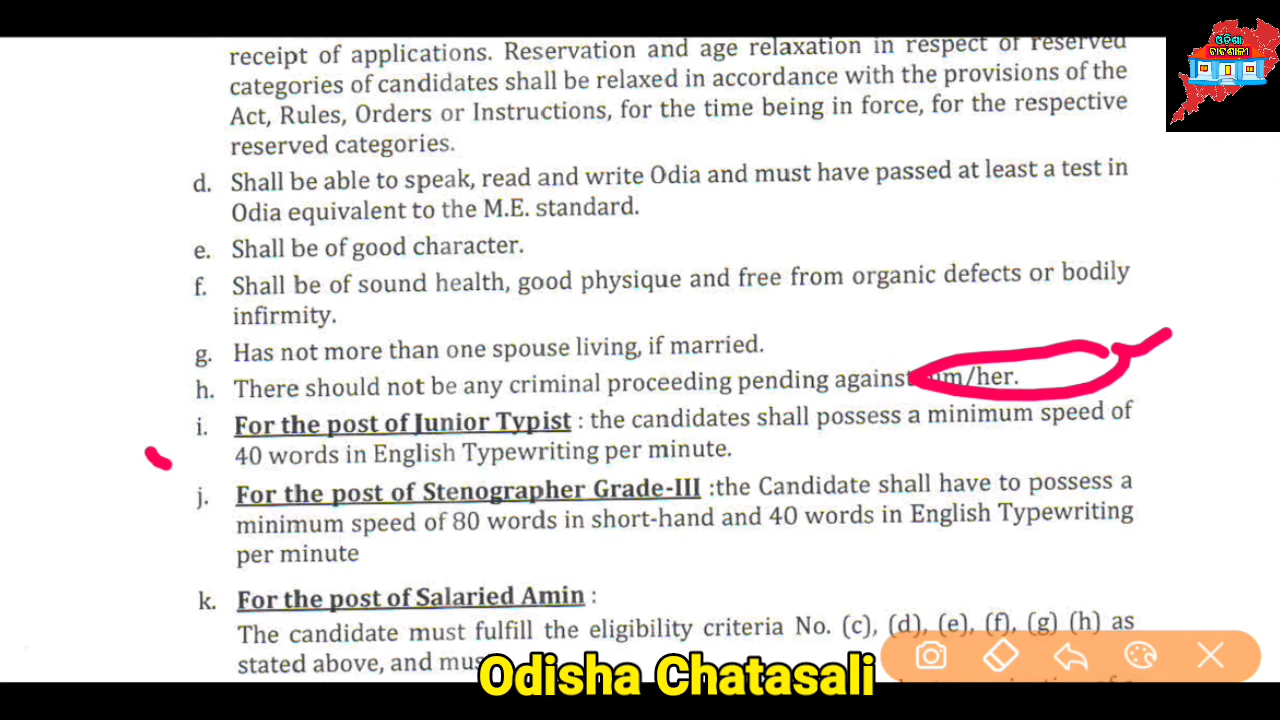 receipt of applications. Reservation and age relaxation in respect of reserved
categories of candidates shall be relaxed in accordance with the provisions of the
Act, Rules, Orders or Instructions, for the time being in force, for the respective
reserved categories.
d. Shall be able to speak, read and write Odia and must have passed at least a test in
Odia equivalent to the M.E. standard.
e. Shall be of good character.
f. Shall be of sound health, good physique and free from organic defects or bodily
infirmity.
g. Has not more than one spouse living, if married.
h. There should not be any criminal proceeding pending against /her.
i. For the post of Junior Typist : the candidates shall possess a minimum speed of
40 words in English Typewriting per minute.
j. For the post of Stenographer Grade-III :the Candidate shall have to possess a
minimum speed of 80 words in short-hand and 40 words in English Typewriting
per minute
k. For the post of Salaried Amin :
The candidate must fulfill the eligibility criteria No. (c), (d), (e), (f), (g) (h) as
stated above, and
Odisha Chatasali
ଓଡ଼ିଶା
ଚାଟଶାଳୀ